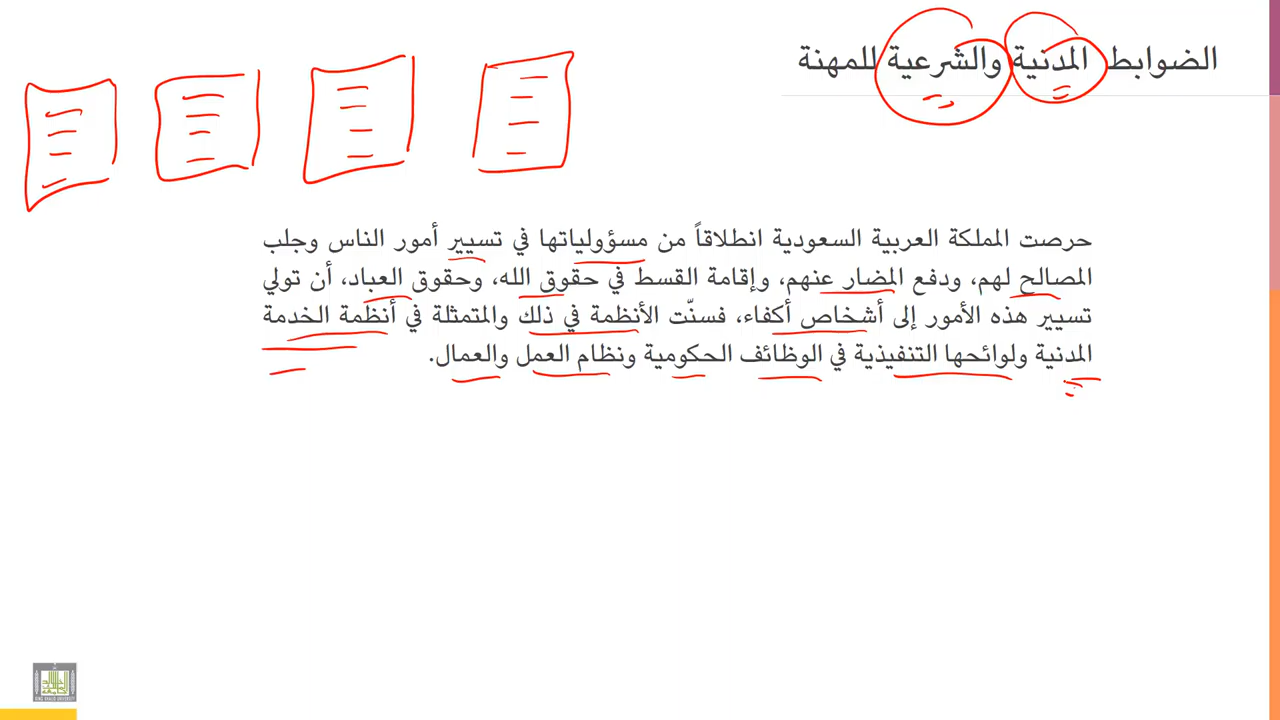 الضوابط المدنية والشرعية للمهنة
حرصت المملكة العربية السعودية انطلاقاً من مسؤولياتها في تسيير أمور الناس وجلب
المصالح لهم، ودفع المضار عنهم، وإقامة القسط في حقوق الله، وحقوق العباد، أن تولي
تسيير هذه الأمور إلى أشخاص أكفاء، فسنّت الأنظمة في ذلك والمتمثلة في أنظمة الخدمة
المدنية ولوائحها التنفيذية في الوظائف الحكومية ونظام العمل والعمال.